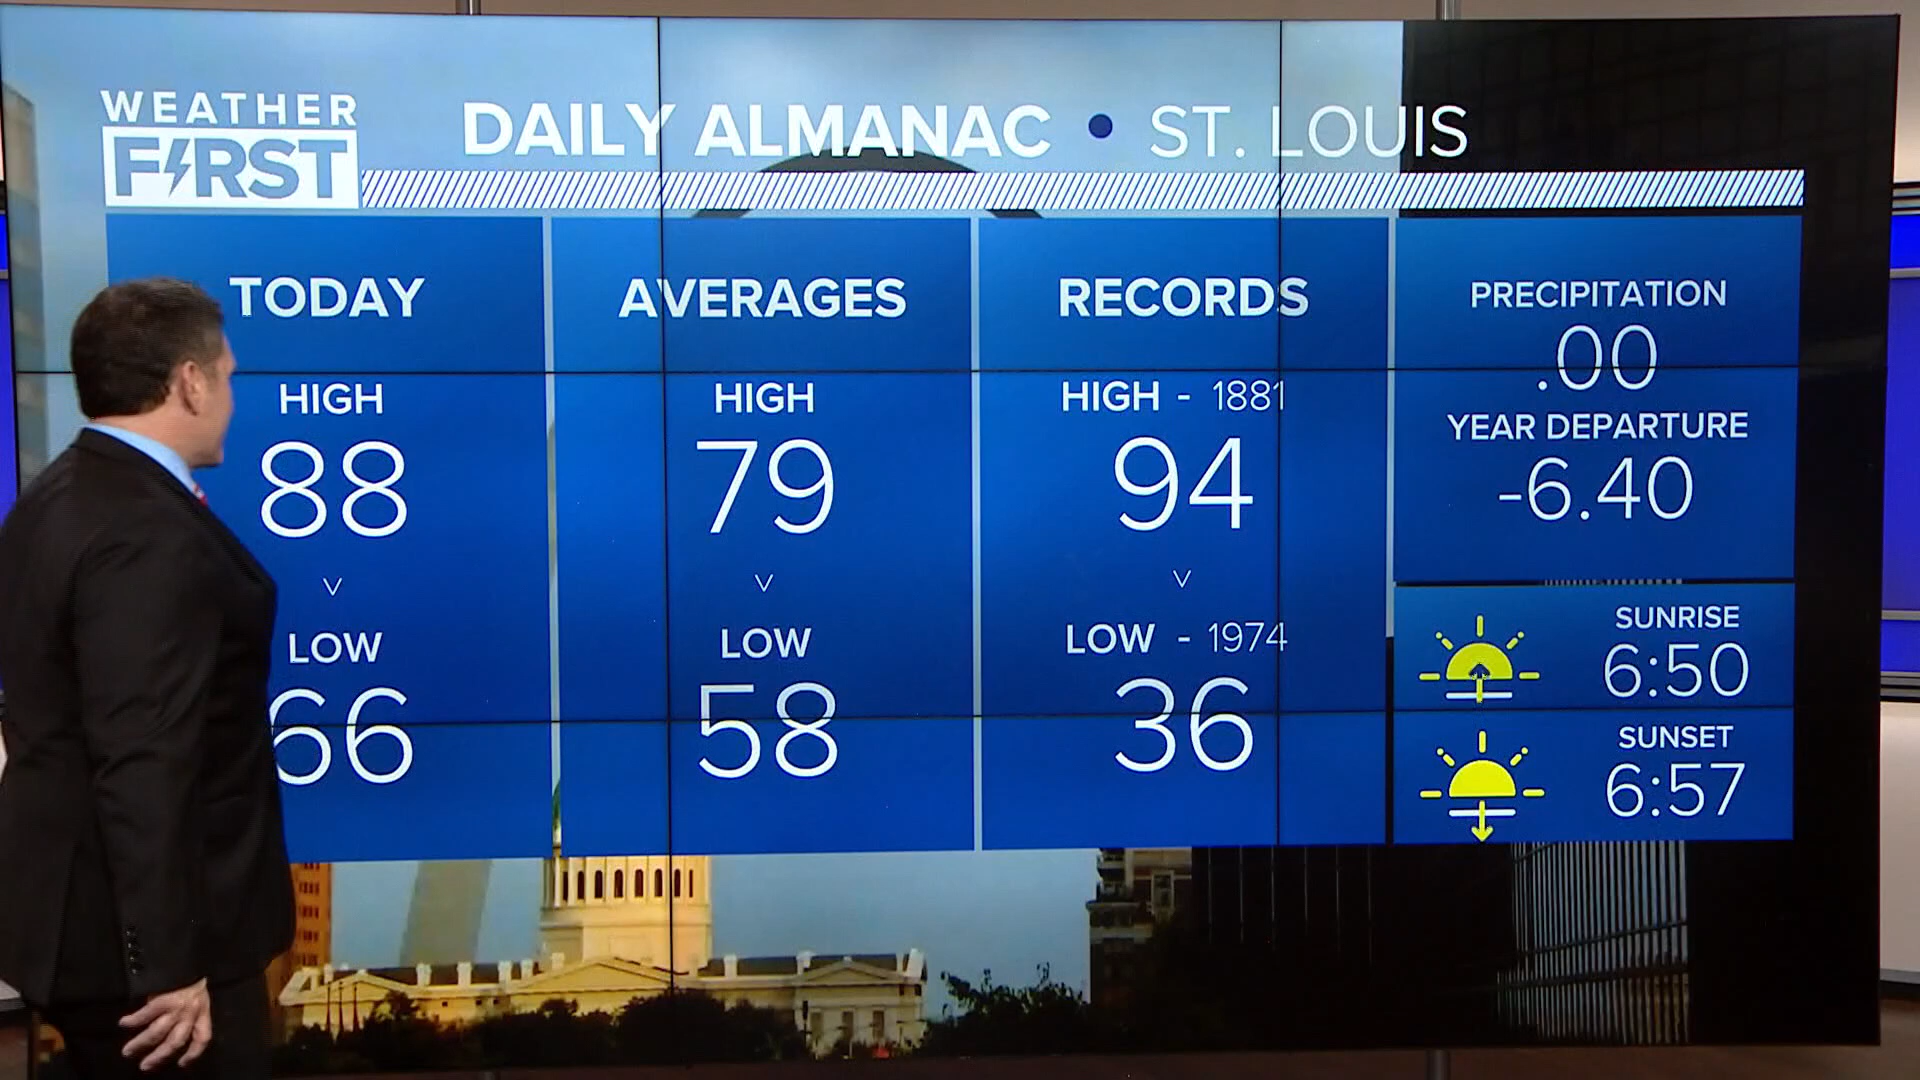 WEATHER
FIRST
DAILY ALMANAC • ST. LOUIS
TODAY
HIGH
88
LOW
66
AVERAGES
HIGH
79
LOW
58
RECORDS
HIGH - 1881
94
LOW - 1974
36
PRECIPITATION
.00
YEAR DEPARTURE
-6.40
SUNRISE
6:50
SUNSET
6:57